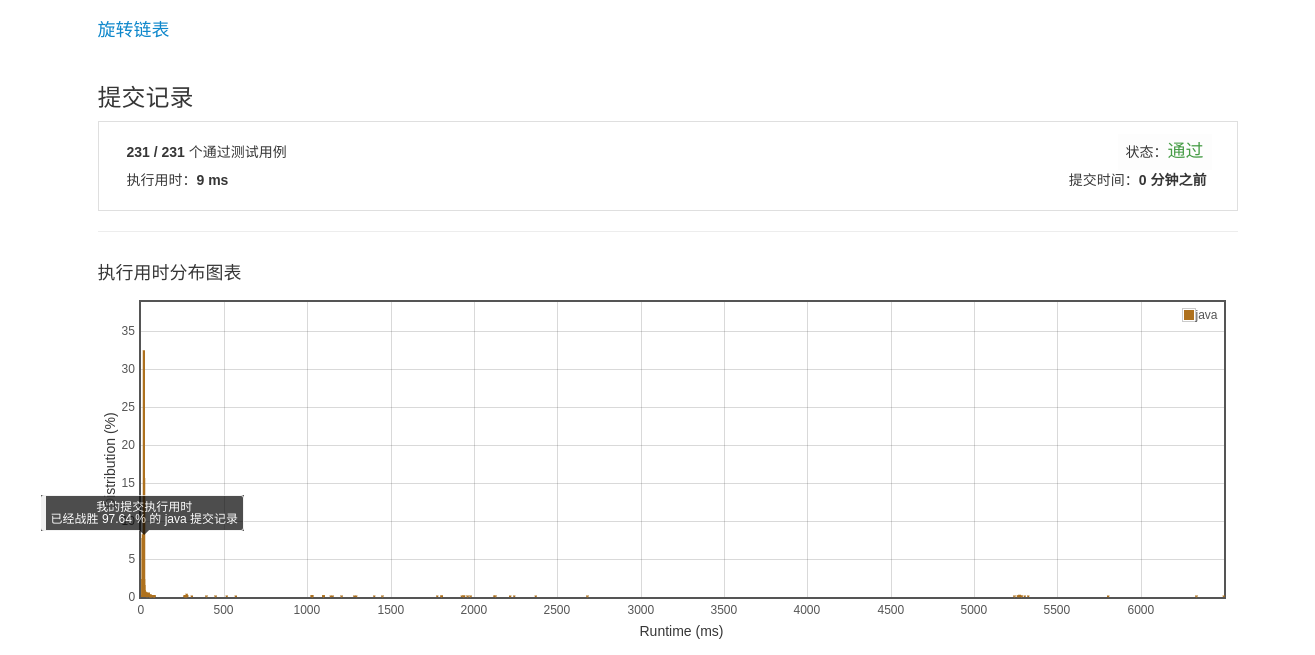 旋转链表
提交记录
231 / 231 个通过测试用例
状态：通过
执行用时：9 ms
提交时间：0 分钟之前
执行用时分布图表
java
35
30
25
20
15
10
5
0
stribution (%)
我的提交执行用时
已经战胜 97.64 % 的 java 提交记录
0 500 1000 1500 2000 2500 3000 3500 4000 4500 5000 5500 6000
Runtime (ms)